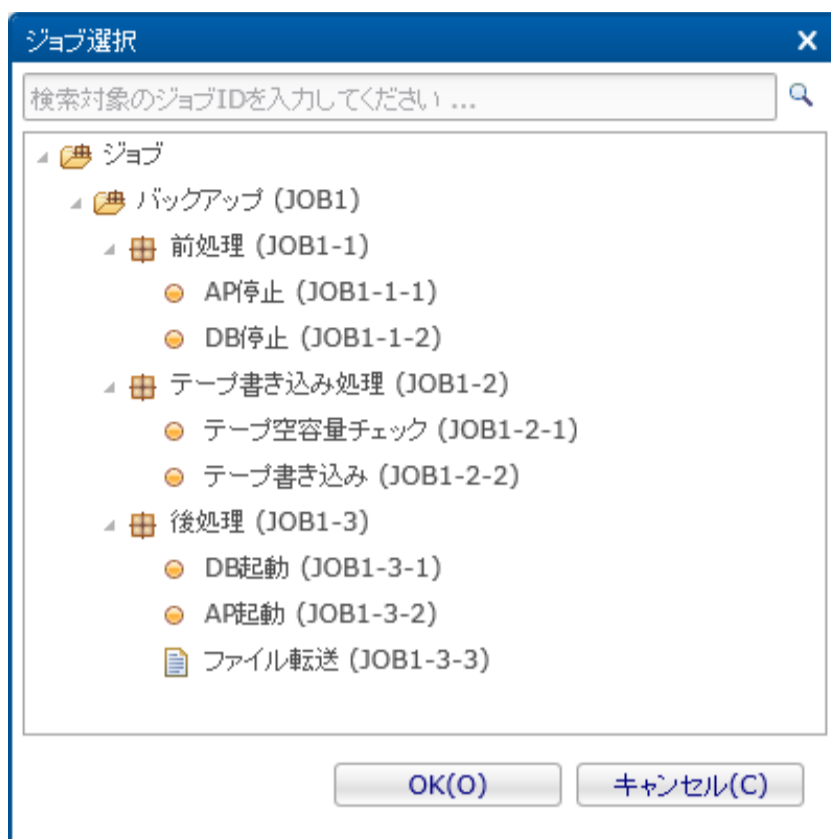 ジョブ選択
検索対象のジョブIDを入力してください ...
ジョブ
バックアップ (JOB1)
前処理 (JOB1-1)
AP停止 (JOB1-1-1)
DB停止 (JOB1-1-2)
テープ書き込み処理 (JOB1-2)
テープ空容量チェック (JOB1-2-1)
テープ書き込み (JOB1-2-2)
後処理 (JOB1-3)
DB起動 (JOB1-3-1)
AP起動 (JOB1-3-2)
ファイル転送 (JOB1-3-3)
OK(O) キャンセル(C)